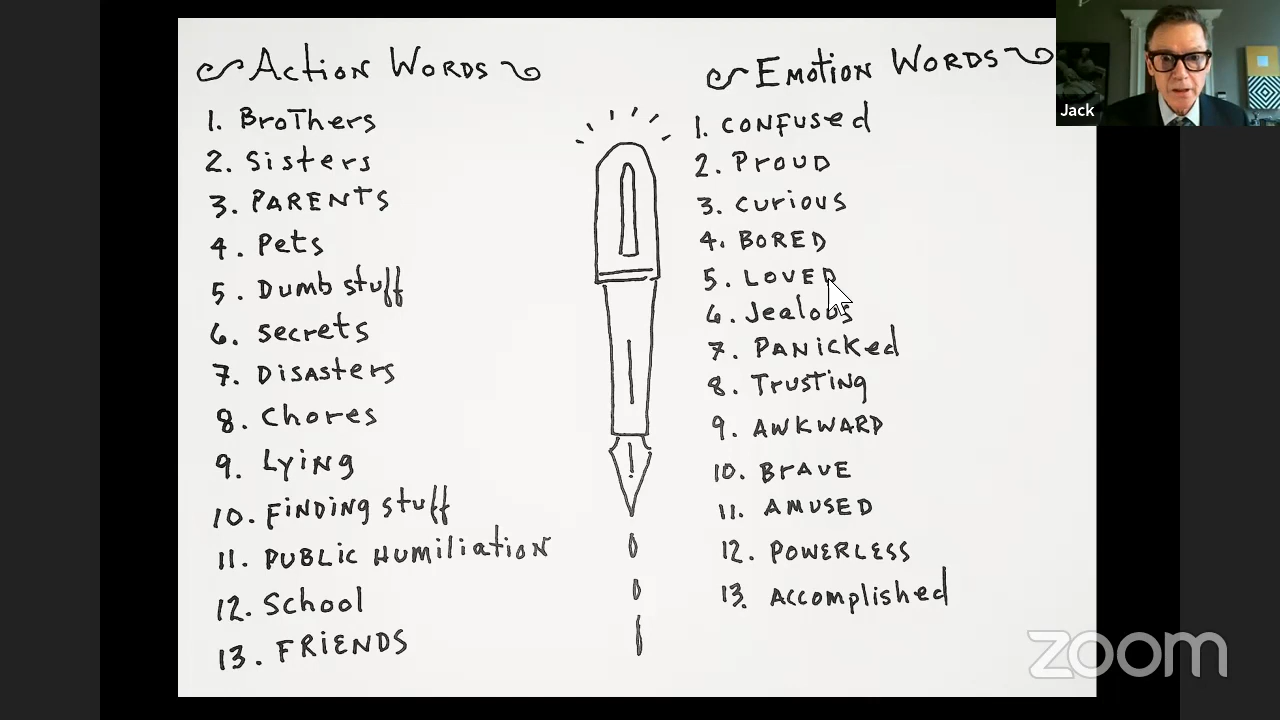 Action Words
1. Brothers
2. Sisters
3. PARENTS
4. Pets
5. Dumb stuff
6. Secrets
7. Disasters
8. Chores
9. Lying
10. Finding stuff
11. Public Humiliation
12. School
13. FRIENDS
Emotion Words
1. CONFUSed
2. PROUD
3. Curious
4. BORED
5. LOVED
6. Jealous
7. PANICKed
8. Trusting
9. AWKWARD
10. BRAVE
11. AMUSED
12. POWERLESS
13. Accomplished
Jack
zoom